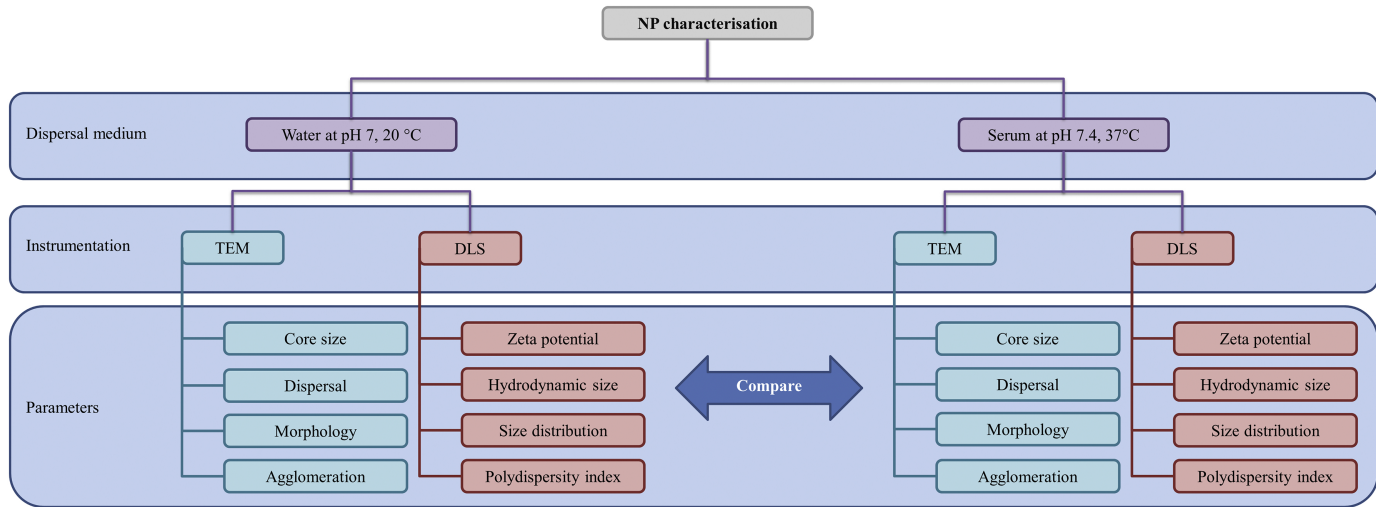 NP characterisation
Dispersal medium
Water at pH 7, 20 °C
Serum at pH 7.4, 37°C
Instrumentation
TEM
DLS
TEM
DLS
Parameters
Core size
Dispersal
Morphology
Agglomeration
Zeta potential
Hydrodynamic size
Size distribution
Polydispersity index
Compare
Core size
Dispersal
Morphology
Agglomeration
Zeta potential
Hydrodynamic size
Size distribution
Polydispersity index